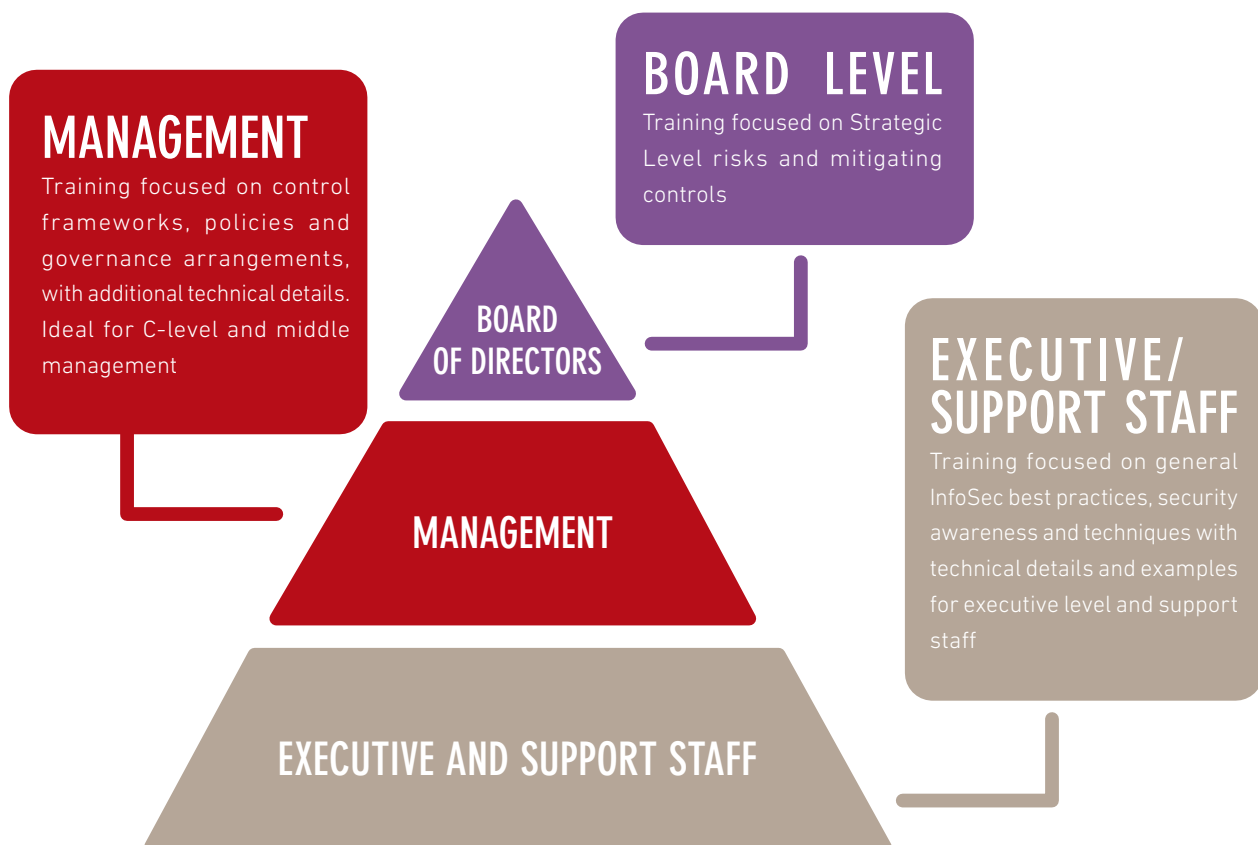 MANAGEMENT
Training focused on control
frameworks, policies and
governance arrangements,
with additional technical details.
Ideal for C-level and middle
management
BOARD LEVEL
Training focused on Strategic
Level risks and mitigating
controls
BOARD
OF DIRECTORS
EXECUTIVE/
SUPPORT STAFF
Training focused on general
InfoSec best practices, security
awareness and techniques with
technical details and examples
for executive level and support
staff
MANAGEMENT
EXECUTIVE AND SUPPORT STAFF